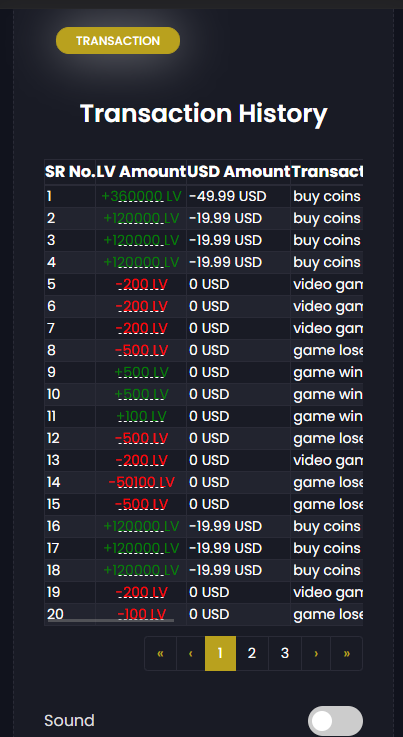 TRANSACTION
Transaction History
SR No. LV Amount USD Amount Transact
1 +360000 LV -49.99 USD buy coins
2 +120000 LV -19.99 USD buy coins
3 +120000 LV -19.99 USD buy coins
4 +120000 LV -19.99 USD buy coins
5 -200 LV 0 USD video gam
6 -200 LV 0 USD video gam
7 -200 LV 0 USD video gam
8 -500 LV 0 USD game lose
9 +500 LV 0 USD game win
10 +500 LV 0 USD game win
11 +100 LV 0 USD game win
12 -500 LV 0 USD game lose
13 -200 LV 0 USD video gam
14 -50100 LV 0 USD game lose
15 -500 LV 0 USD game lose
16 +120000 LV -19.99 USD buy coins
17 +120000 LV -19.99 USD buy coins
18 +120000 LV -19.99 USD buy coins
19 -200 LV 0 USD video gam
20 -100 LV 0 USD game lose
« ‹ 1 2 3 › »
Sound